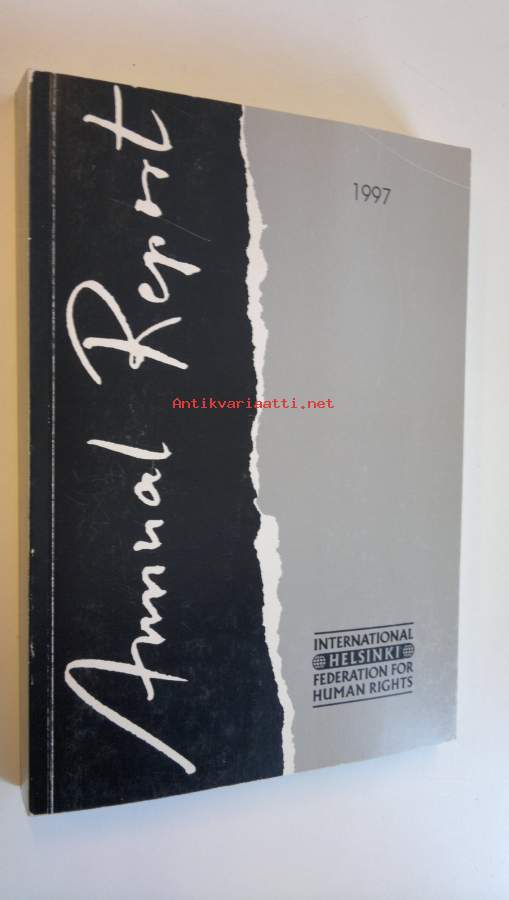 Annual Report
1997
Antikvariaatti.net
INTERNATIONAL
HELSINKI
FEDERATION FOR
HUMAN RIGHTS